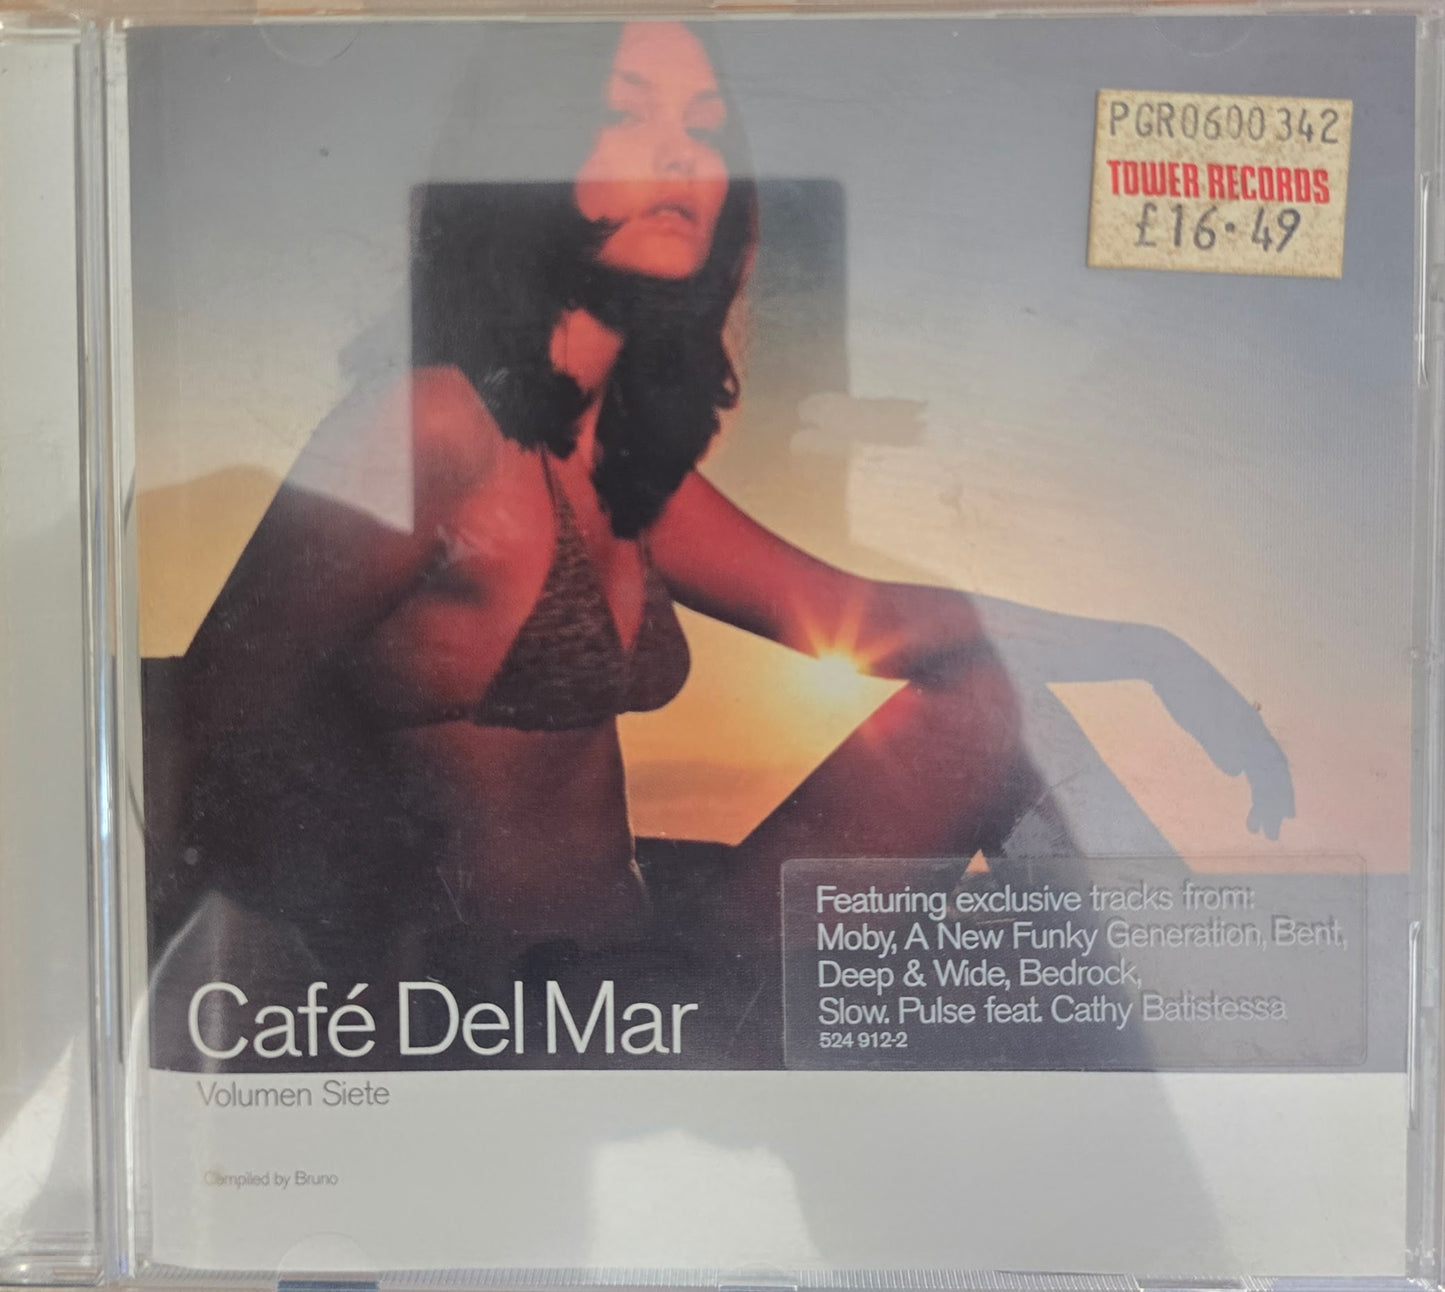 PGR0600342
TOWER RECORDS
£16.49
Featuring exclusive tracks from:
Moby, A New Funky Generation, Bent,
Deep & Wide, Bedrock,
Slow. Pulse feat. Cathy Batistessa
524 912-2
Café Del Mar
Volumen Siete
Compiled by Bruno